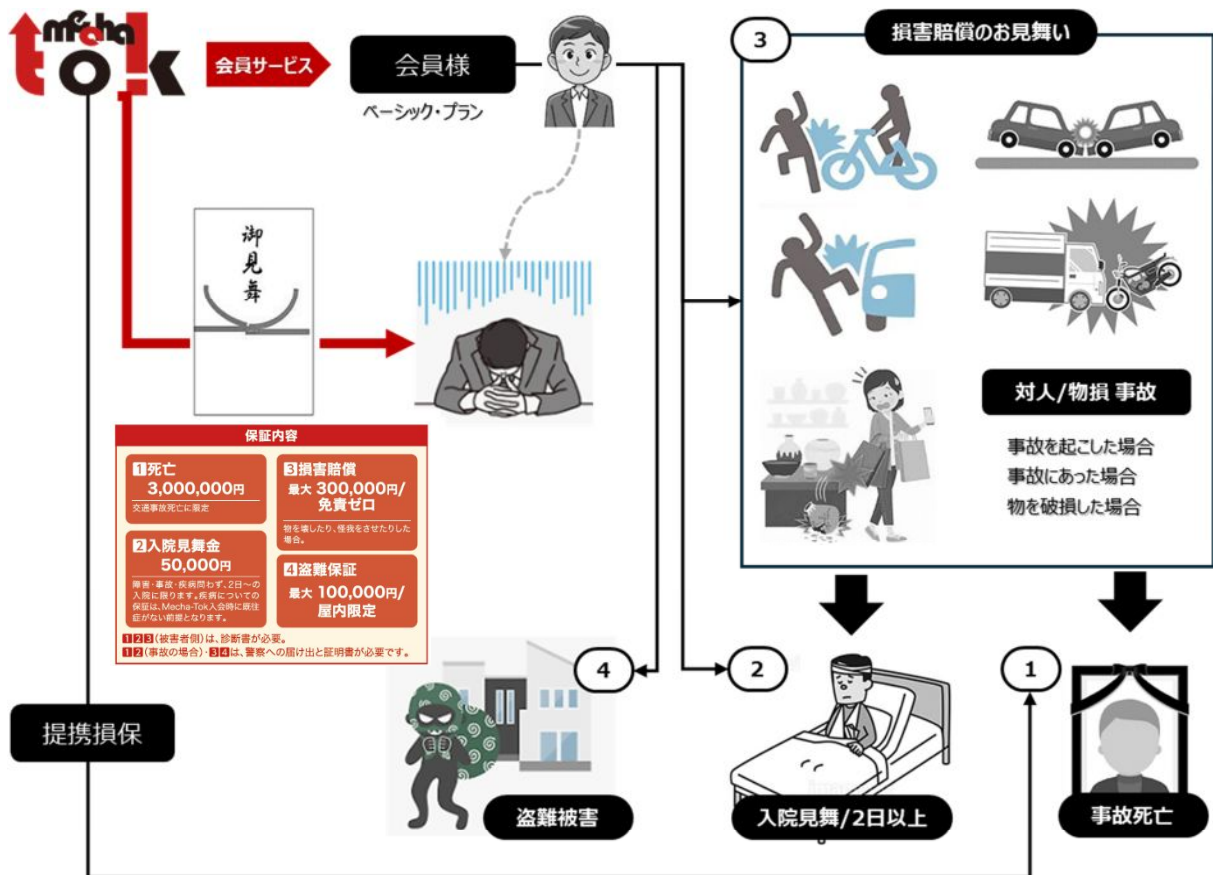 mecha
tok!
会員サービス
会員様
ベーシック・プラン
御見舞
保証内容
1 死亡
3,000,000円
交通事故死亡に限定
2 入院見舞金
50,000円
障害・事故・疾病問わず、2日～の
入院に限ります。疾病についての
保証は、Mecha-Tok入会時に既往
症がない前提となります。
3 損害賠償
最大 300,000円/
免責ゼロ
物を壊したり、怪我をさせたりした
場合。
4 盗難保証
最大 100,000円/
屋内限定
1 2 3(被害者側)は、診断書が必要。
1 2(事故の場合)・3 4は、警察への届け出と証明書が必要です。
提携損保
3
損害賠償のお見舞い
対人/物損 事故
事故を起こした場合
事故にあった場合
物を破損した場合
4
盗難被害
2
入院見舞/2日以上
1
事故死亡